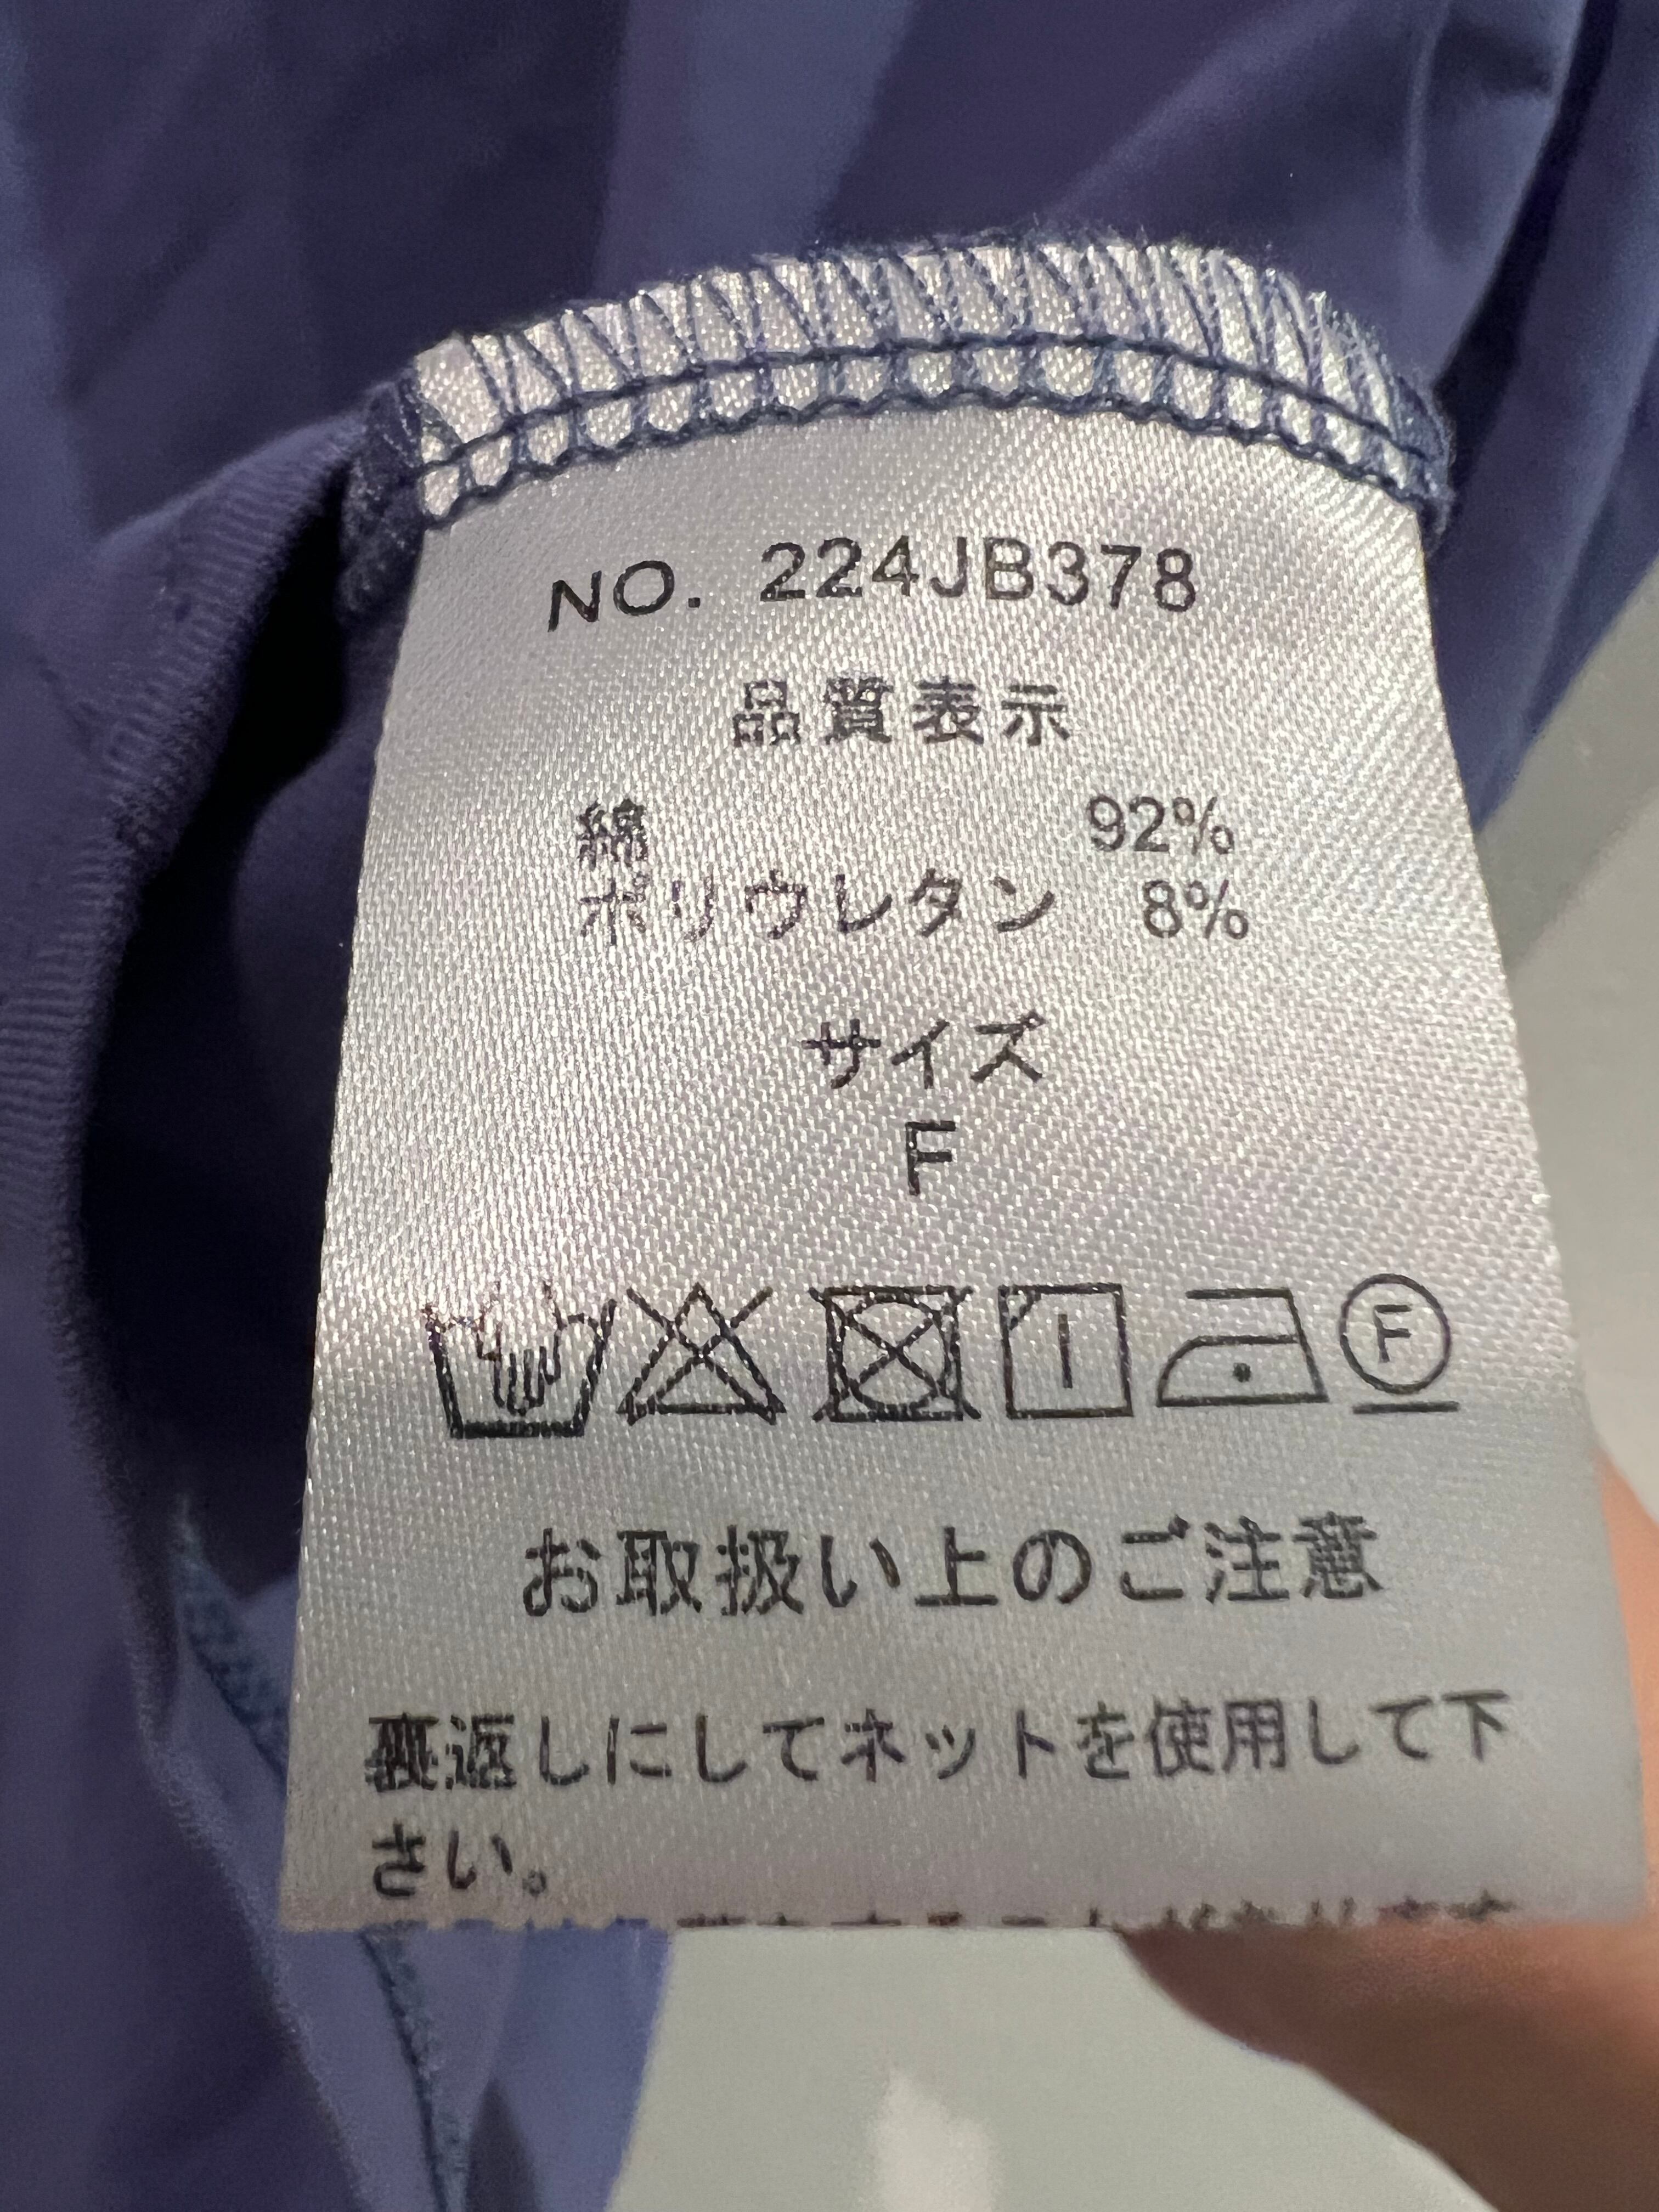 NO. 224JB378
品質表示
綿 92%
ポリウレタン 8%
サイズ
F
F
お取扱い上のご注意
裏返しにしてネットを使用して下
さい。